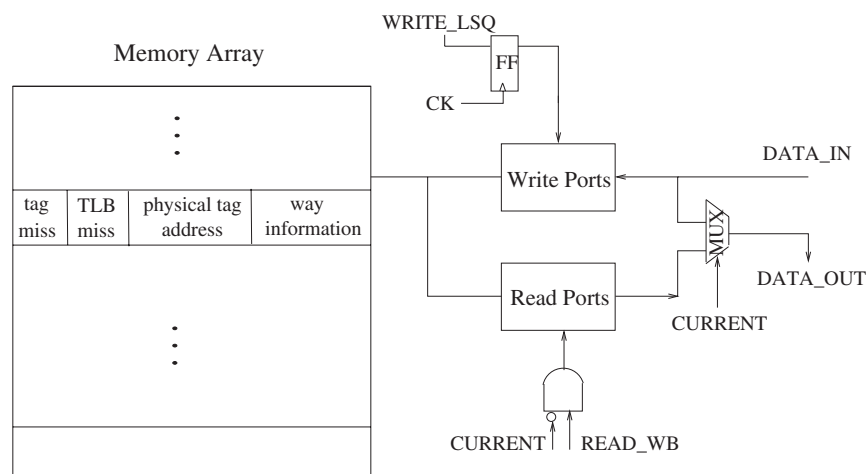 WRITE_LSQ
Memory Array
FF
CK
DATA_IN
Write Ports
tag miss
TLB miss
physical tag address
way information
MUX
Read Ports
DATA_OUT
CURRENT
CURRENT
READ_WB